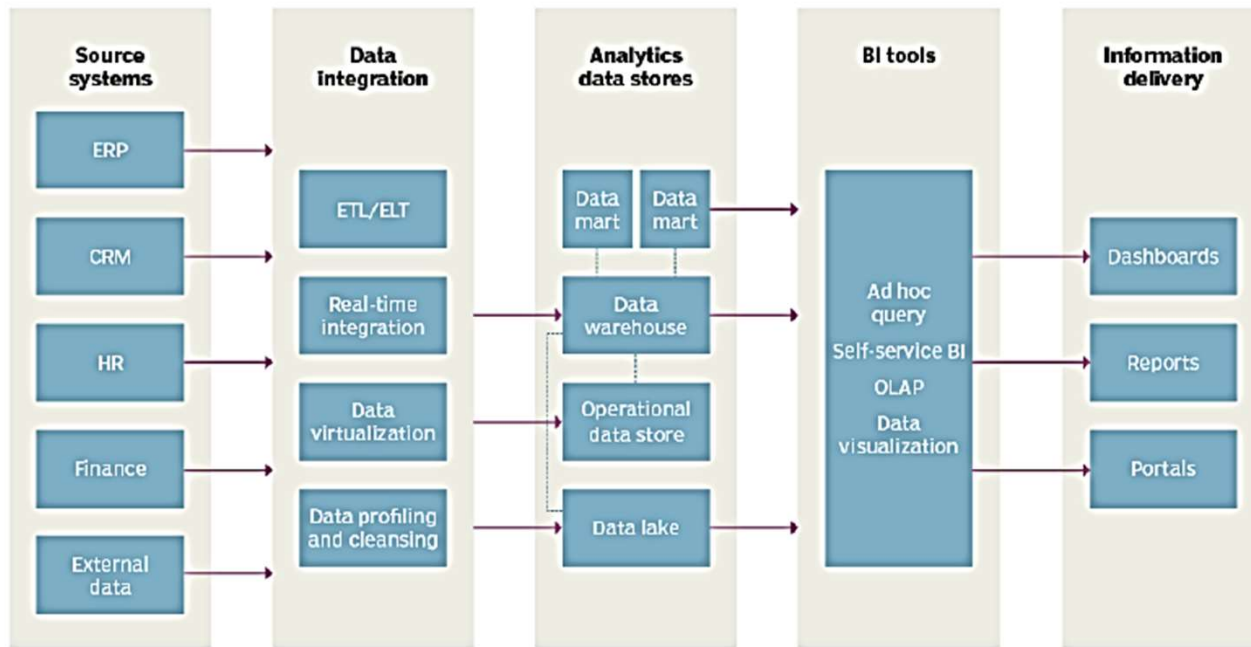 Source
systems
ERP
CRM
HR
Finance
External
data
Data
integration
ETL/ELT
Real-time
integration
Data
virtualization
Data profiling
and cleansing
Analytics
data stores
Data
mart
Data
mart
Data
warehouse
Operational
data store
Data lake
BI tools
Ad hoc
query
Self-service BI
OLAP
Data
visualization
Information
delivery
Dashboards
Reports
Portals